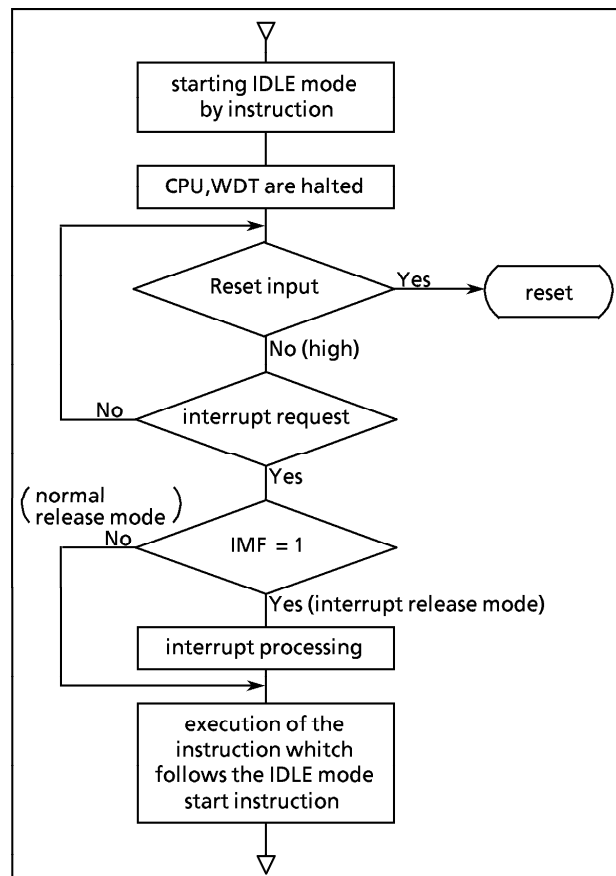 starting IDLE mode
by instruction
CPU,WDT are halted
Reset input
Yes
reset
No (high)
No
interrupt request
Yes
(normal
release mode)
No
IMF = 1
Yes (interrupt release mode)
interrupt processing
execution of the
instruction whitch
follows the IDLE mode
start instruction